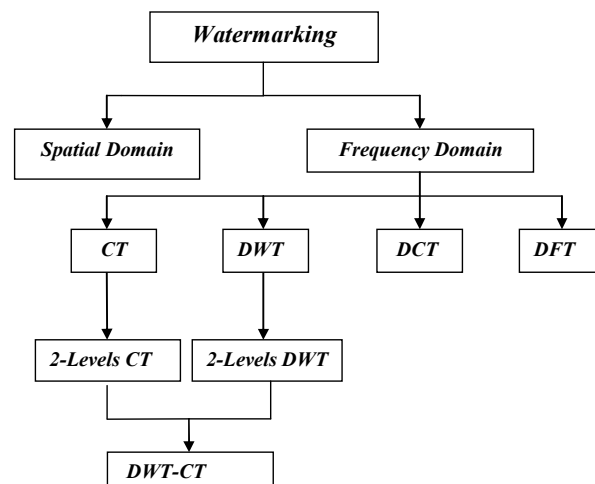 Watermarking
Spatial Domain
Frequency Domain
CT
DWT
DCT
DFT
2-Levels CT
2-Levels DWT
DWT-CT